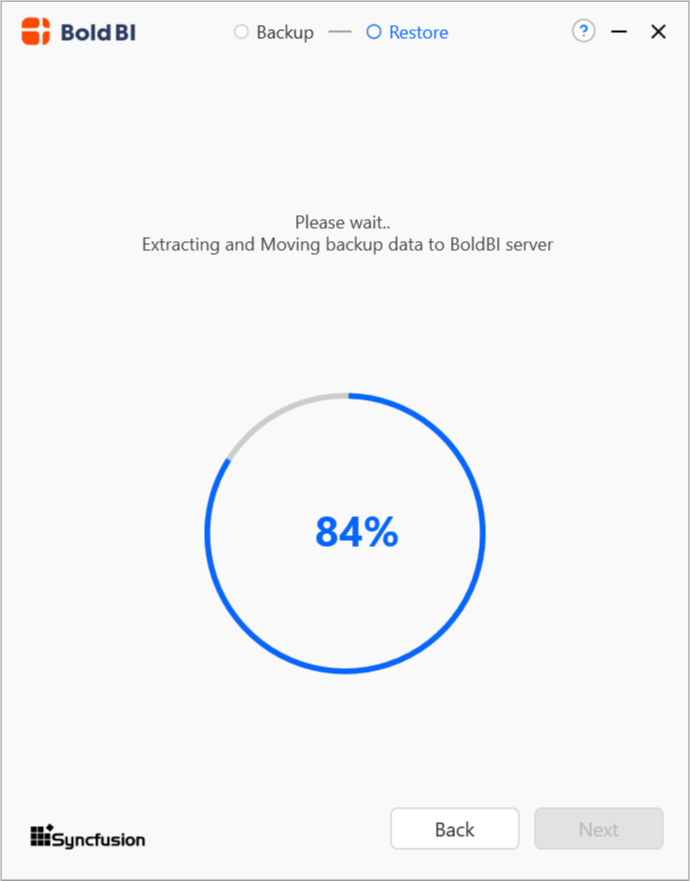 Bold BI
Backup
Restore
?
Please wait..
Extracting and Moving backup data to BoldBI server
84%
Syncfusion
Back
Next